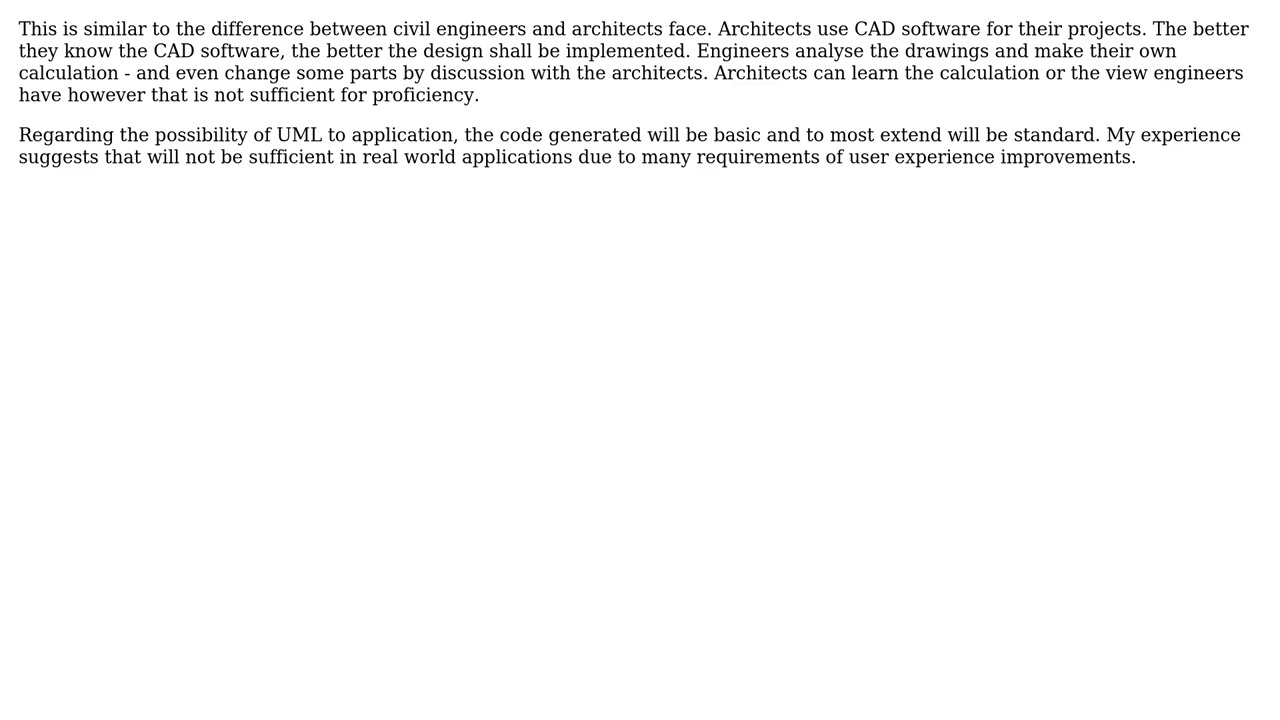 This is similar to the difference between civil engineers and architects face. Architects use CAD software for their projects. The better
they know the CAD software, the better the design shall be implemented. Engineers analyse the drawings and make their own
calculation - and even change some parts by discussion with the architects. Architects can learn the calculation or the view engineers
have however that is not sufficient for proficiency.
Regarding the possibility of UML to application, the code generated will be basic and to most extend will be standard. My experience
suggests that will not be sufficient in real world applications due to many requirements of user experience improvements.